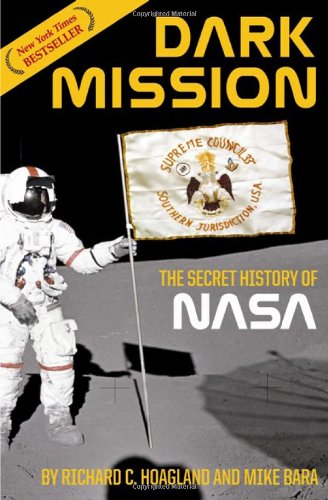 New York Times
BESTSELLER
DARK
MISSION
SUPREME COUNCIL 33°
SOUTHERN JURISDICTION, U.S.A.
THE SECRET HISTORY OF
NASA
BY RICHARD C. HOAGLAND AND MIKE BARA